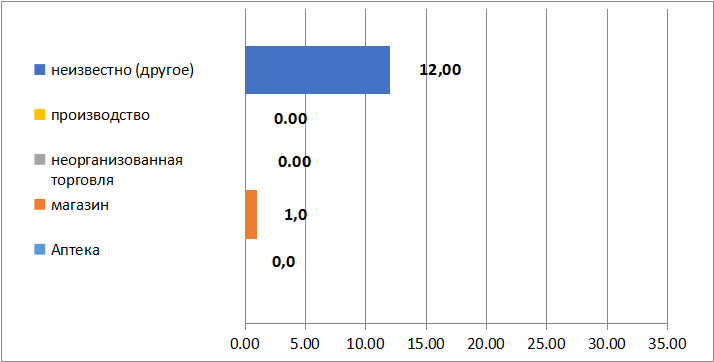 неизвестно (другое)
12,00
производство
0.00
неорганизованная
торговля
0.00
магазин
1,0
Аптека
0,0
0.00 5.00 10.00 15.00 20.00 25.00 30.00 35.00